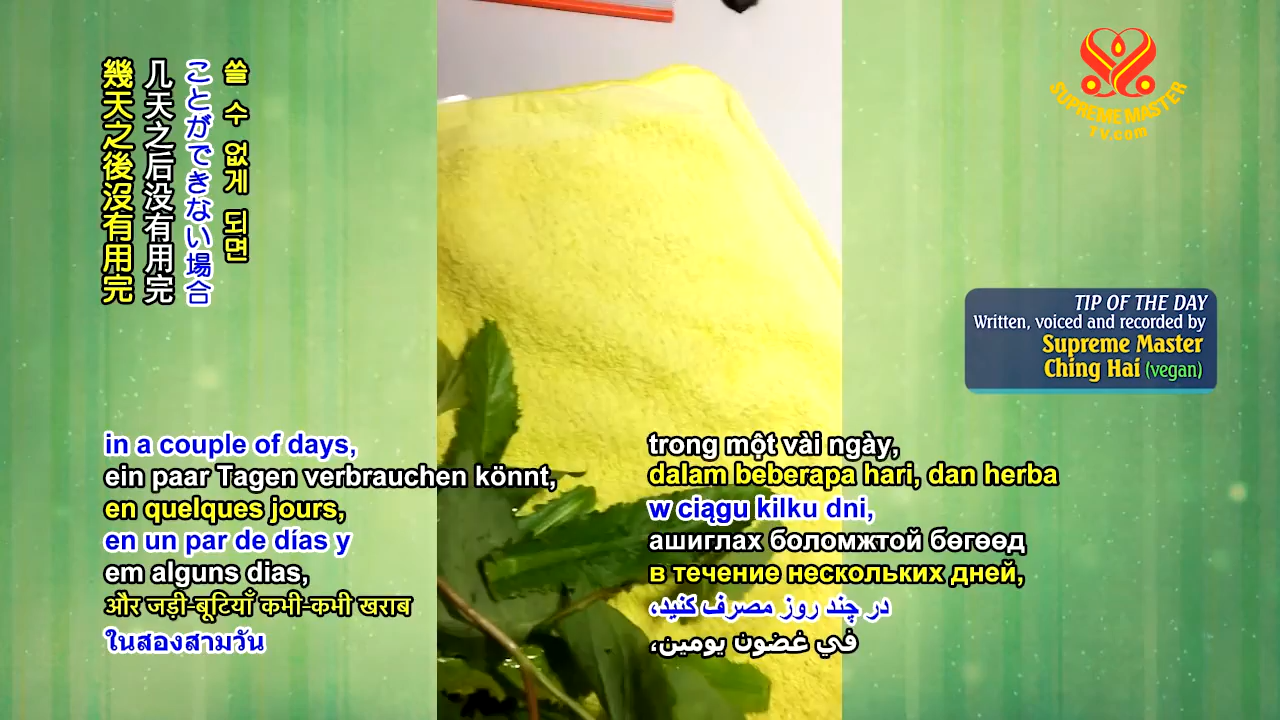 幾天之後沒有用完
几天之后没有用完
ことができない場合
쓸 수 없게 되면
SUPREME MASTER
TV.com
TIP OF THE DAY
Written, voiced and recorded by
Supreme Master
Ching Hai (vegan)
in a couple of days,
ein paar Tagen verbrauchen könnt,
en quelques jours,
en un par de días y
em alguns dias,
और जड़ी-बूटियाँ कभी-कभी खराब
ในสองสามวัน
trong một vài ngày,
dalam beberapa hari, dan herba
w ciągu kilku dni,
ашиглах боломжтой бөгөөд
в течение нескольких дней,
در چند روز مصرف کنید،
في غضون يومين،